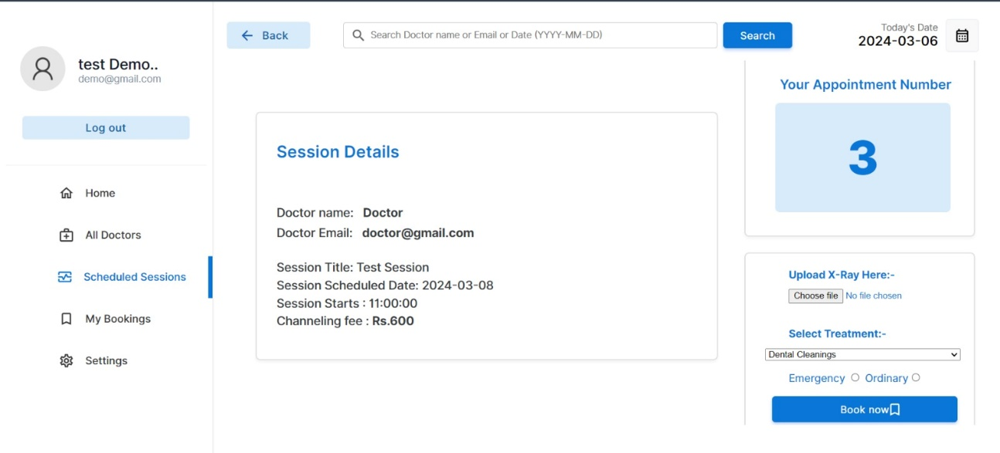 test Demo..
demo@gmail.com
Log out
Home
All Doctors
Scheduled Sessions
My Bookings
Settings
Back
Search Doctor name or Email or Date (YYYY-MM-DD)
Search
Today's Date
2024-03-06
Session Details
Doctor name: Doctor
Doctor Email: doctor@gmail.com
Session Title: Test Session
Session Scheduled Date: 2024-03-08
Session Starts : 11:00:00
Channeling fee : Rs.600
Your Appointment Number
3
Upload X-Ray Here:-
Choose file No file chosen
Select Treatment:-
Dental Cleanings
Emergency Ordinary
Book now